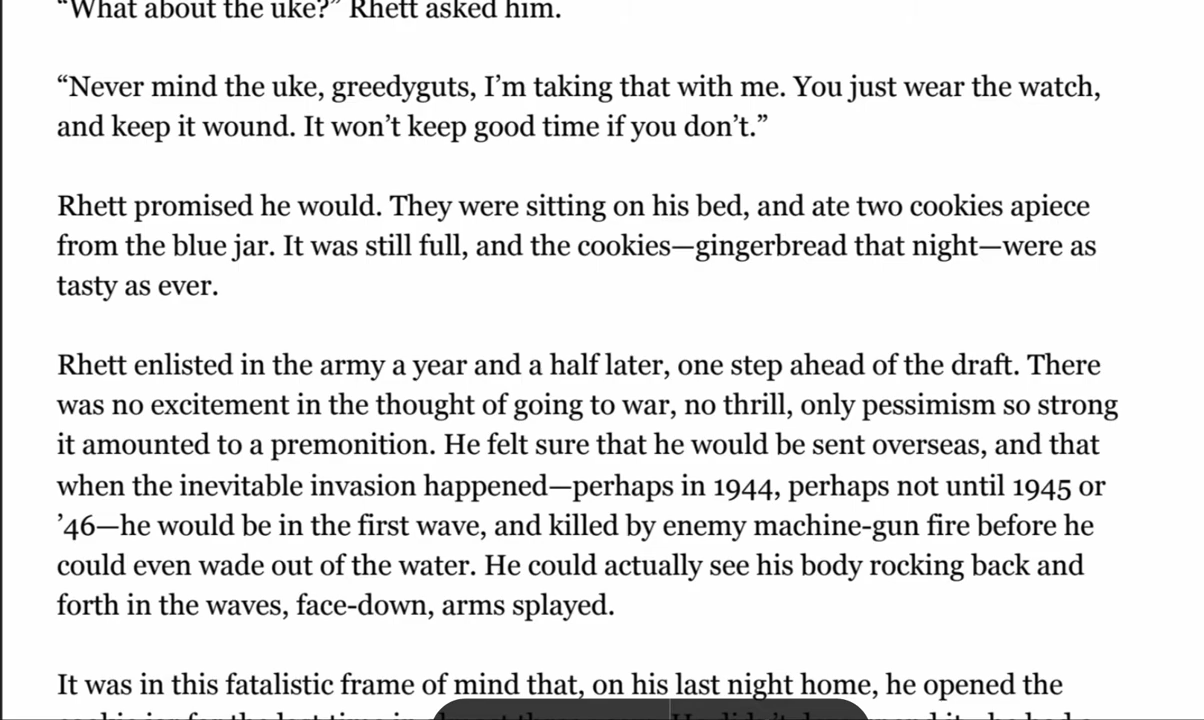 “What about the uke?” Rhett asked him.
“Never mind the uke, greedyguts, I’m taking that with me. You just wear the watch,
and keep it wound. It won’t keep good time if you don’t.”
Rhett promised he would. They were sitting on his bed, and ate two cookies apiece
from the blue jar. It was still full, and the cookies—gingerbread that night—were as
tasty as ever.
Rhett enlisted in the army a year and a half later, one step ahead of the draft. There
was no excitement in the thought of going to war, no thrill, only pessimism so strong
it amounted to a premonition. He felt sure that he would be sent overseas, and that
when the inevitable invasion happened—perhaps in 1944, perhaps not until 1945 or
’46—he would be in the first wave, and killed by enemy machine-gun fire before he
could even wade out of the water. He could actually see his body rocking back and
forth in the waves, face-down, arms splayed.
It was in this fatalistic frame of mind that, on his last night home, he opened the